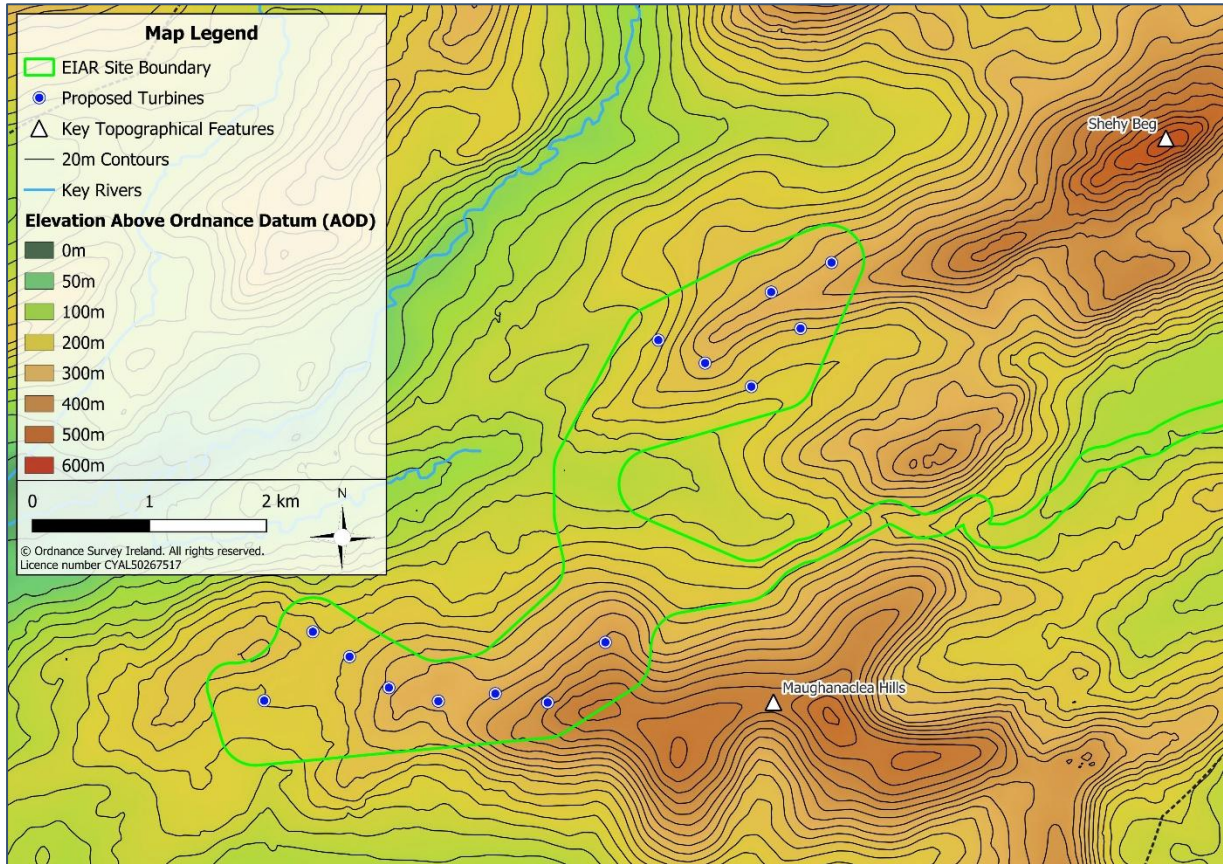 Map Legend
EIAR Site Boundary
Proposed Turbines
Key Topographical Features
20m Contours
Key Rivers
Elevation Above Ordnance Datum (AOD)
0m
50m
100m
200m
300m
400m
500m
600m
0 1 2 km
N
© Ordnance Survey Ireland. All rights reserved.
Licence number CYAL50267517
Shehy Beg
Maughanaclea Hills